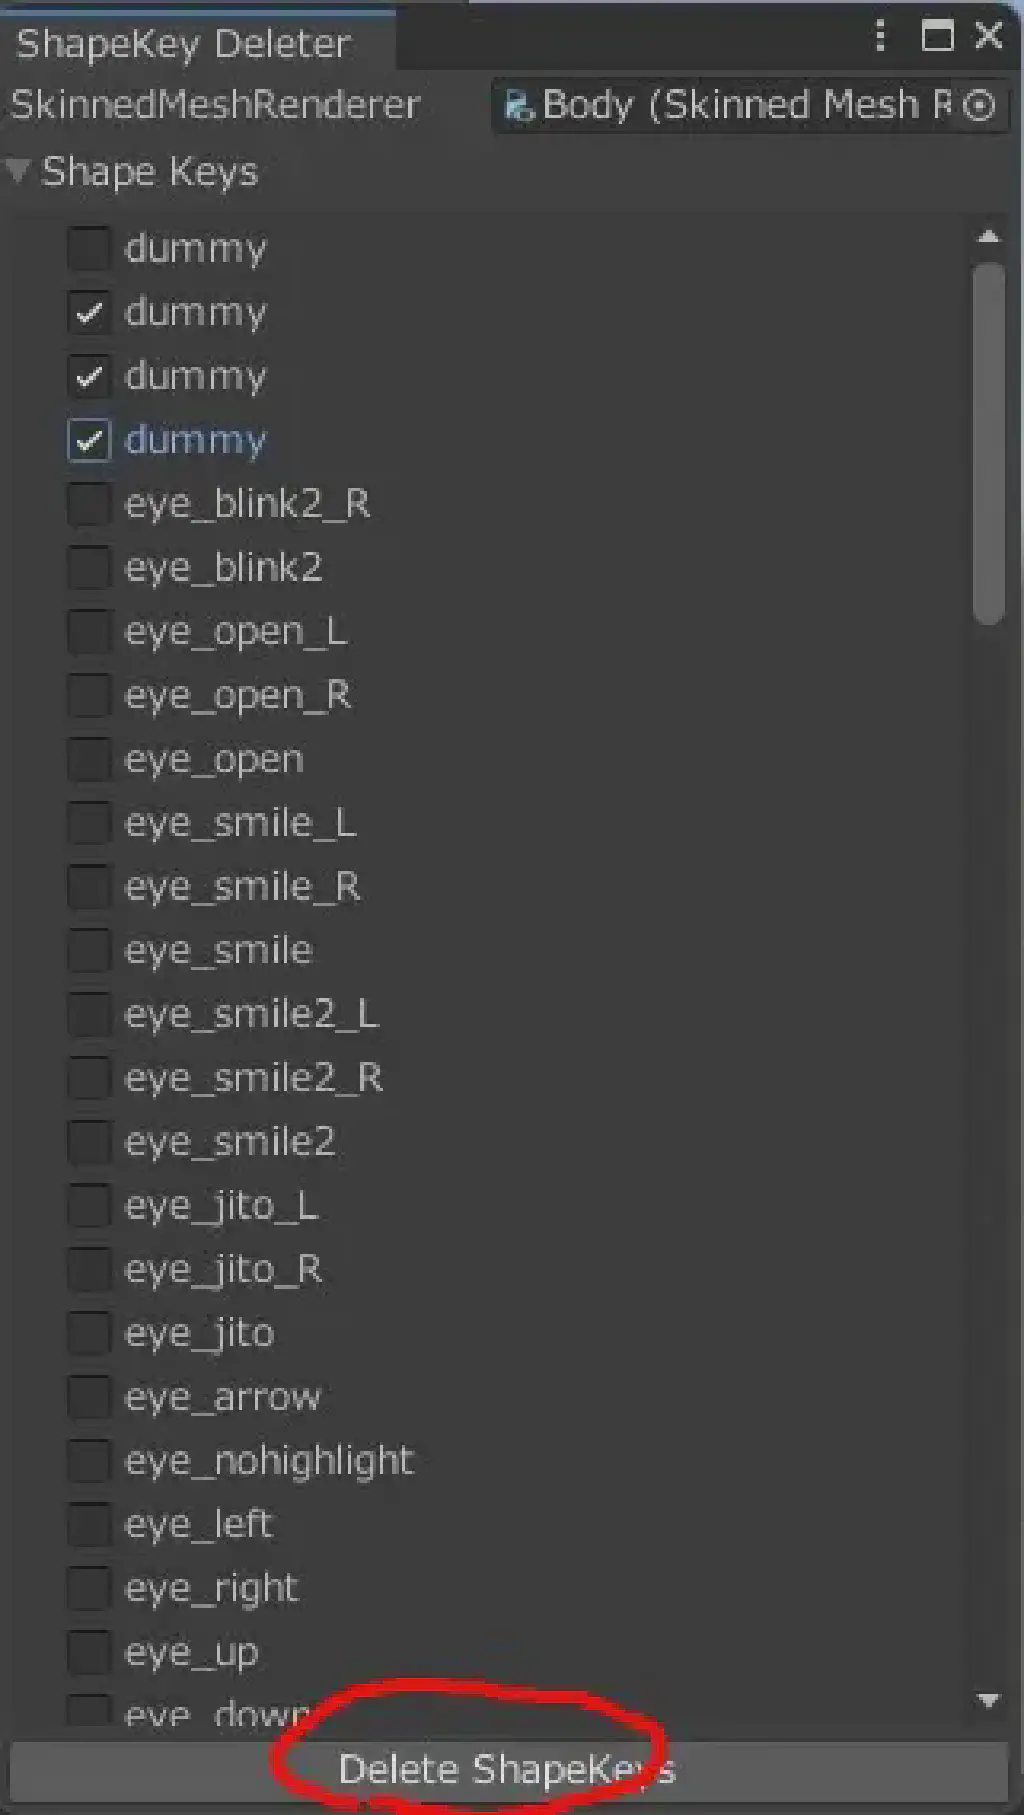 ShapeKey Deleter
SkinnedMeshRenderer Body (Skinned Mesh R
Shape Keys
dummy
dummy
dummy
dummy
eye_blink2_R
eye_blink2
eye_open_L
eye_open_R
eye_open
eye_smile_L
eye_smile_R
eye_smile
eye_smile2_L
eye_smile2_R
eye_smile2
eye_jito_L
eye_jito_R
eye_jito
eye_arrow
eye_nohighlight
eye_left
eye_right
eye_up
eye_down
Delete ShapeKeys